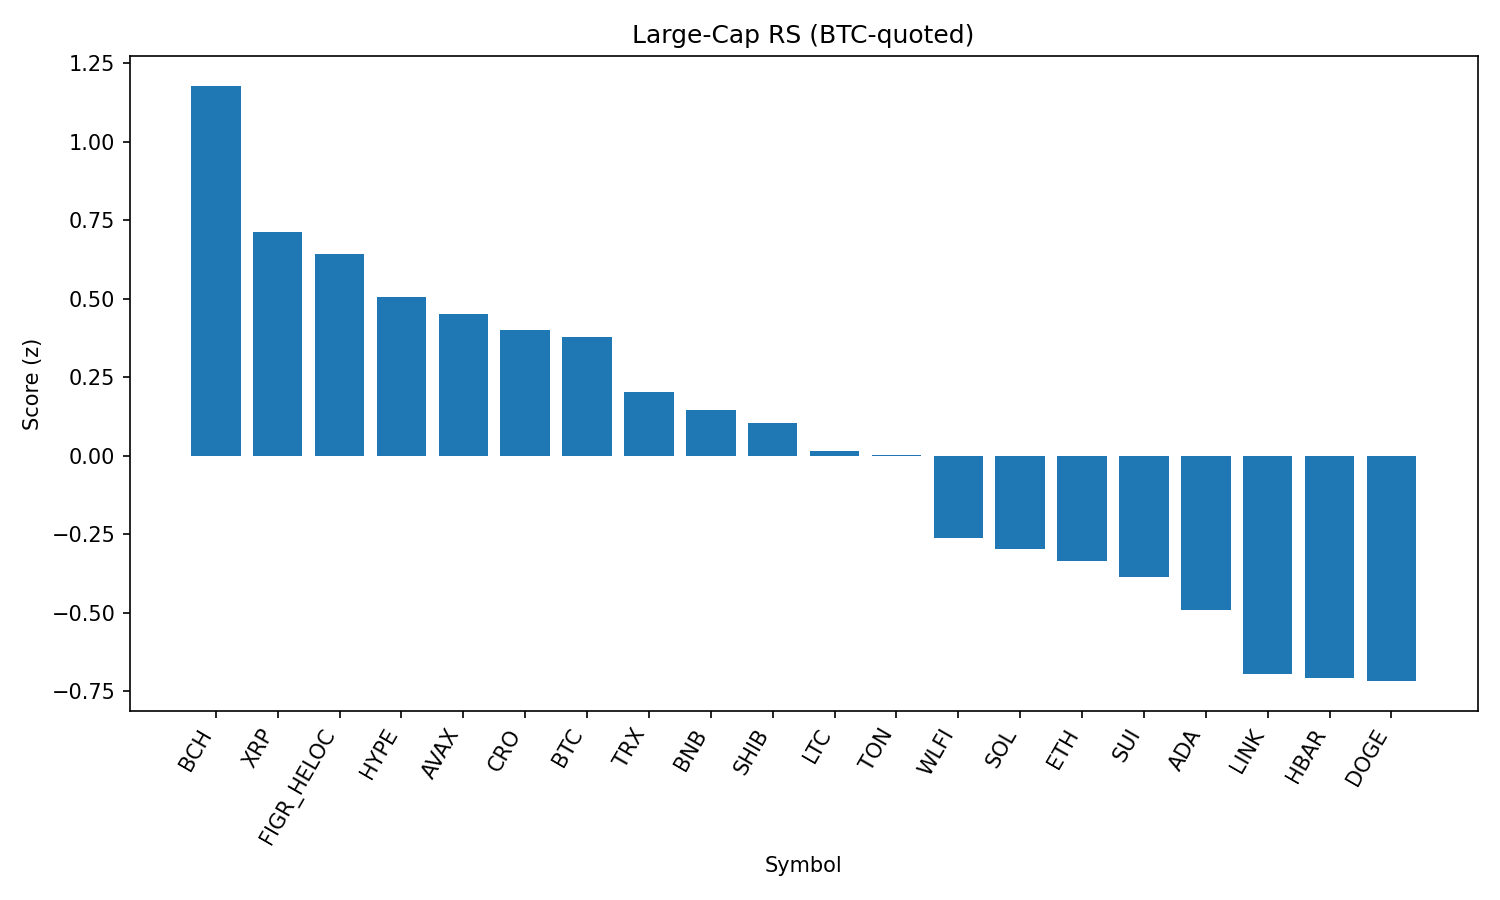 Large-Cap RS (BTC-quoted)
Score (z)
1.25
1.00
0.75
0.50
0.25
0.00
−0.25
−0.50
−0.75
BCH
XRP
FIGR_HELOC
HYPE
AVAX
CRO
BTC
TRX
BNB
SHIB
LTC
TON
WLFI
SOL
ETH
SUI
ADA
LINK
HBAR
DOGE
Symbol